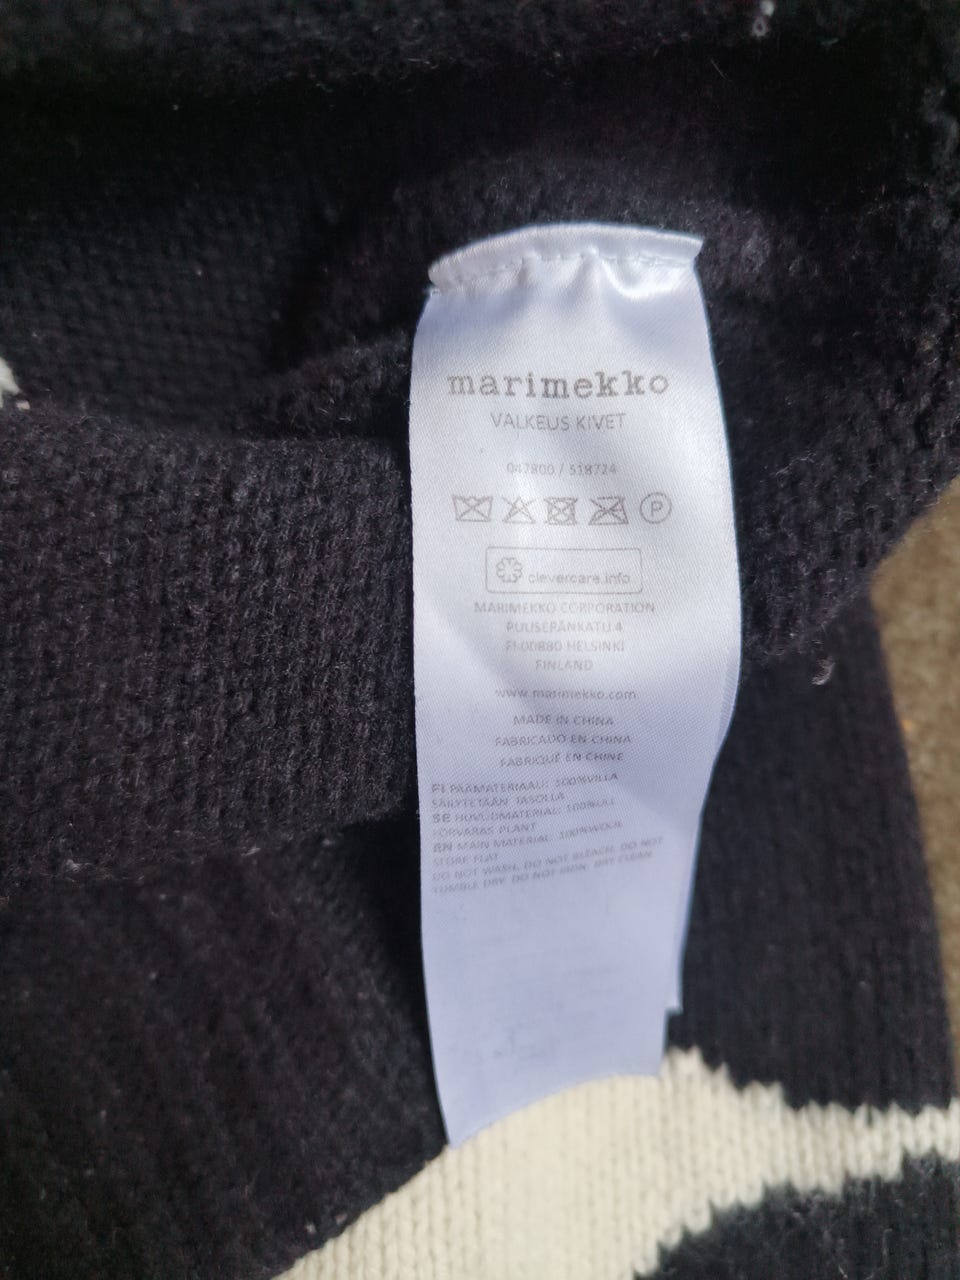 marimekko
VALKEUS KIVET
047800 / 518724
P
clevercare.info
MARIMEKKO CORPORATION
PUUSEPÄNKATU 4
FI-00880 HELSINKI
FINLAND
www.marimekko.com
MADE IN CHINA
FABRICADO EN CHINA
FABRIQUÉ EN CHINE
FI PÄÄMATERIAALI: 100%VILLA
SÄILYTETÄÄN TASOLLA
SE HUVUDMATERIAL: 100%ULL
FÖRVARAS PLANT
EN MAIN MATERIAL: 100%WOOL
STORE FLAT
DO NOT WASH. DO NOT BLEACH. DO NOT
TUMBLE DRY. DO NOT IRON. DRY CLEAN.